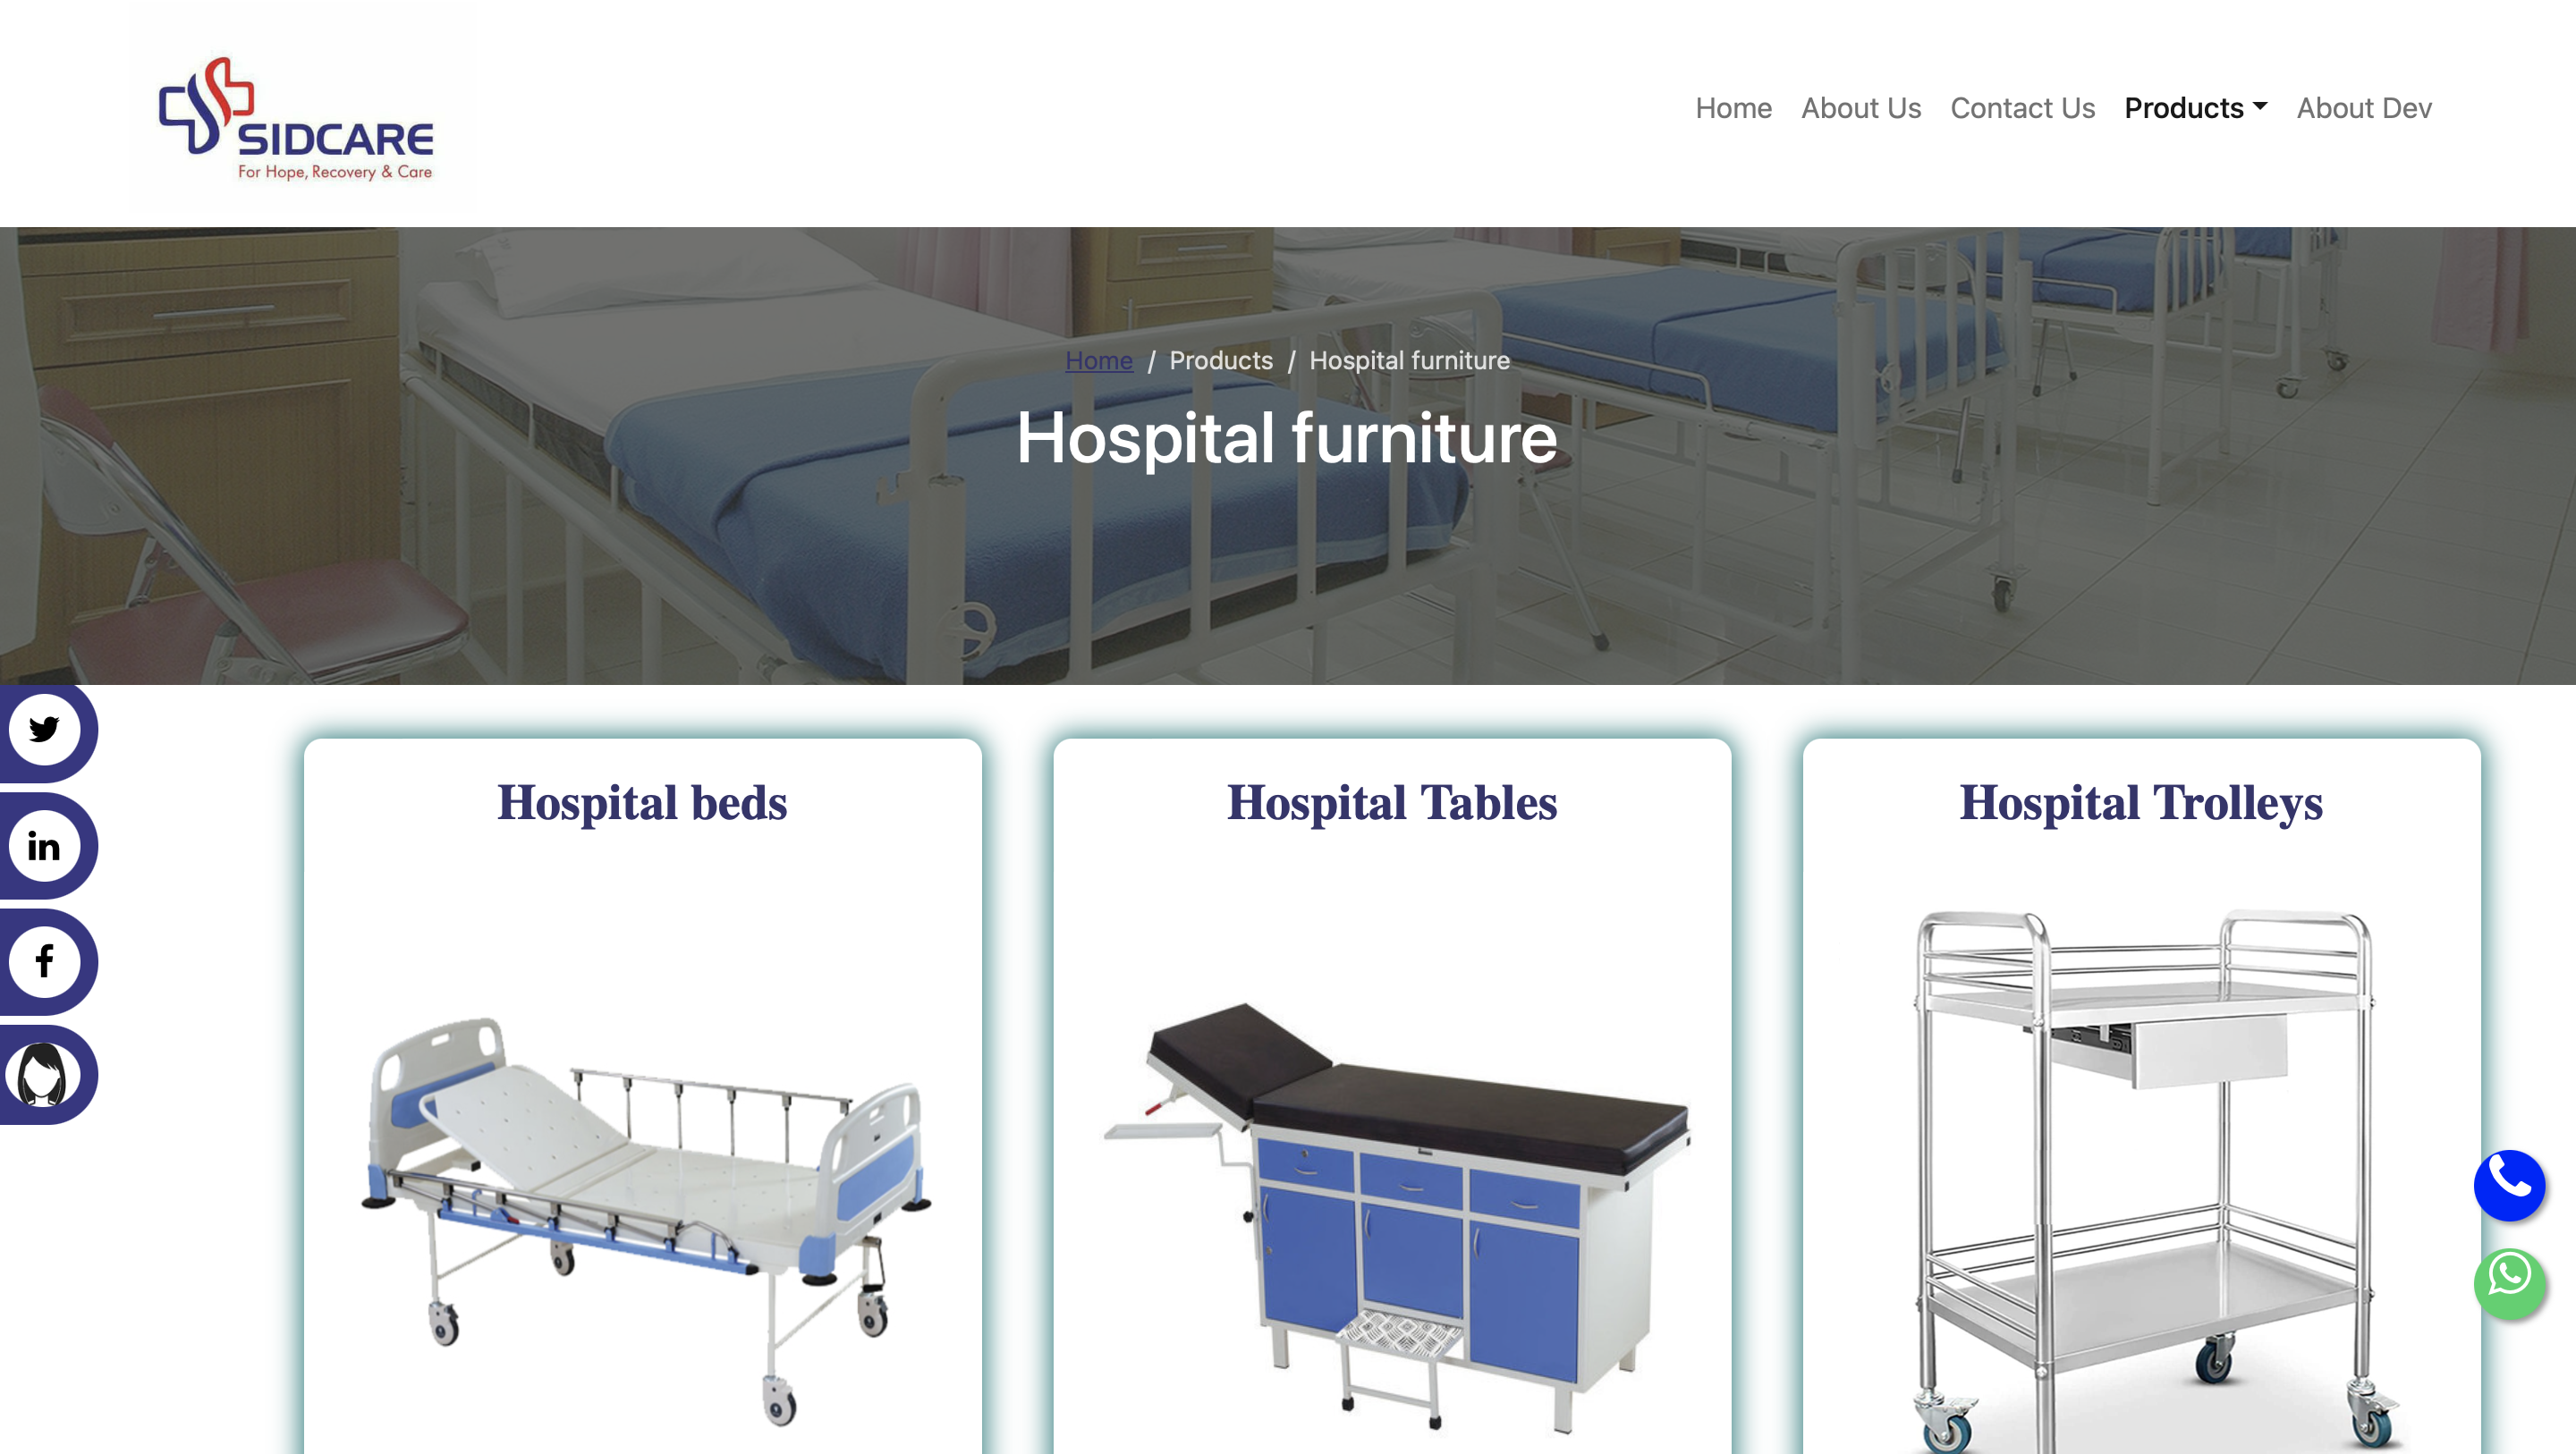 SIDCARE
For Hope, Recovery & Care
Home About Us Contact Us Products About Dev
Home / Products / Hospital furniture
Hospital furniture
Hospital beds
Hospital Tables
Hospital Trolleys